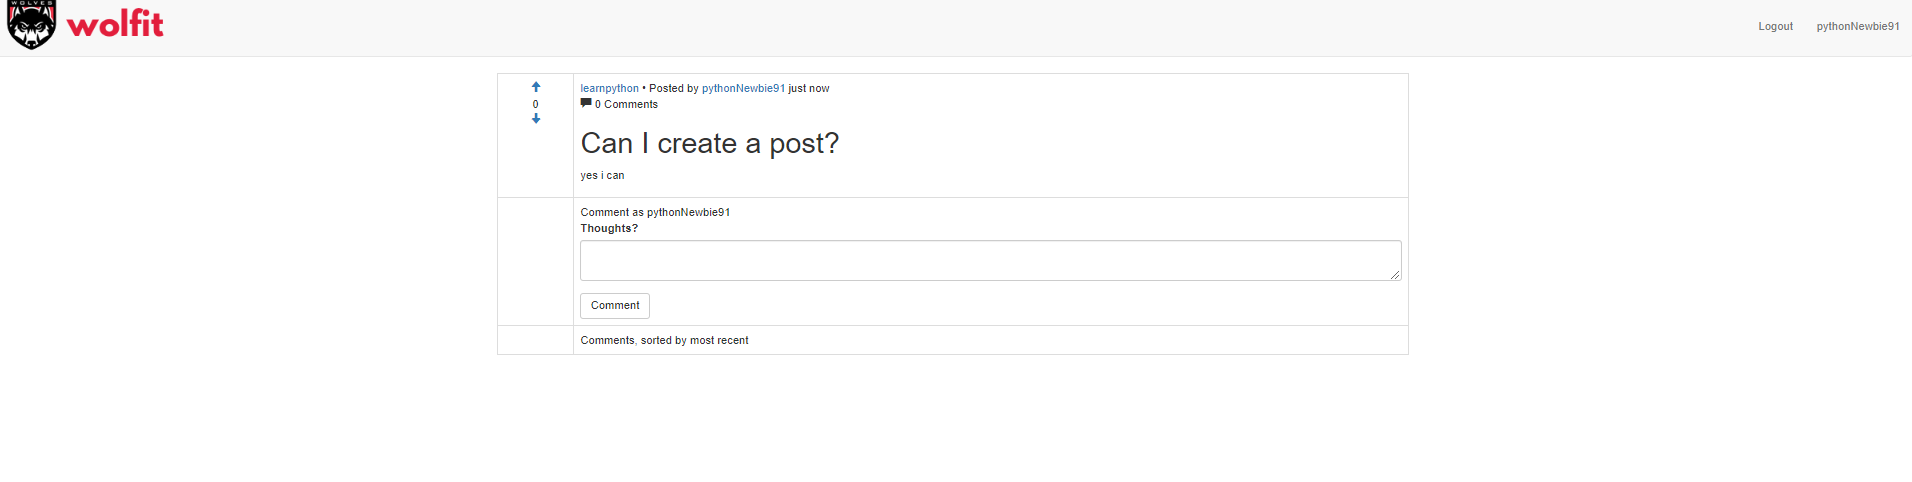 WOLVES
wolfit
Logout pythonNewbie91
0
learnpython • Posted by pythonNewbie91 just now
0 Comments
Can I create a post?
yes i can
Comment as pythonNewbie91
Thoughts?
Comment
Comments, sorted by most recent